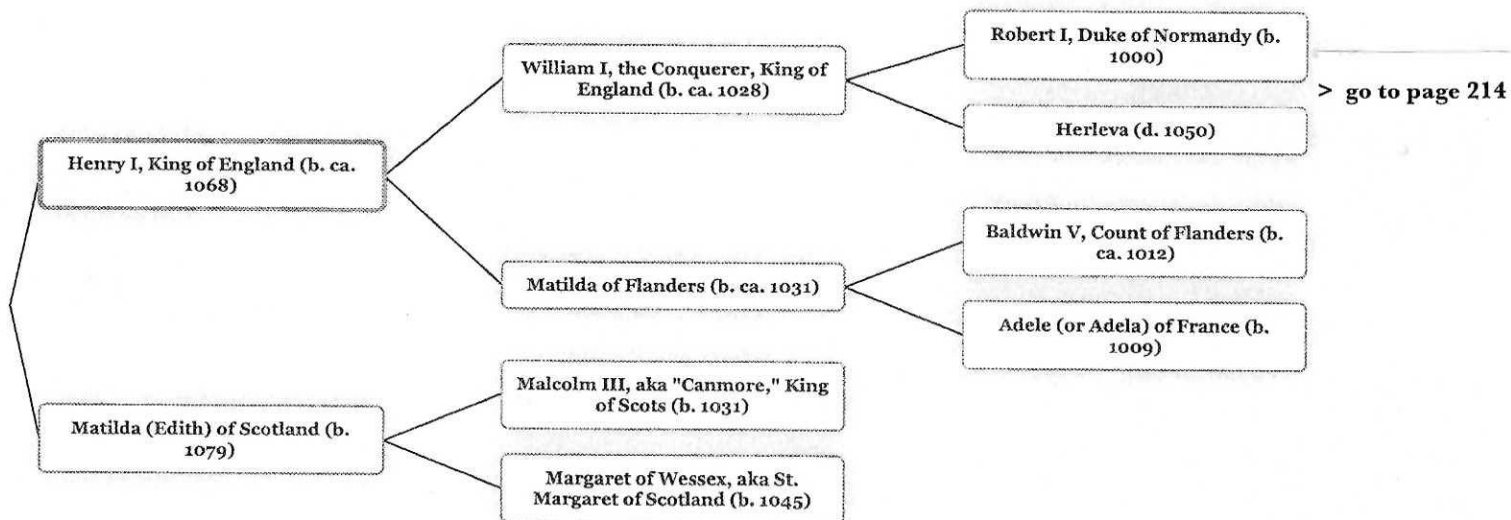 Robert I, Duke of Normandy (b.
1000)
William I, the Conquerer, King of
England (b. ca. 1028)
> go to page 214
Herleva (d. 1050)
Henry I, King of England (b. ca.
1068)
Baldwin V, Count of Flanders (b.
ca. 1012)
Matilda of Flanders (b. ca. 1031)
Adele (or Adela) of France (b.
1009)
Malcolm III, aka "Canmore," King
of Scots (b. 1031)
Matilda (Edith) of Scotland (b.
1079)
Margaret of Wessex, aka St.
Margaret of Scotland (b. 1045)